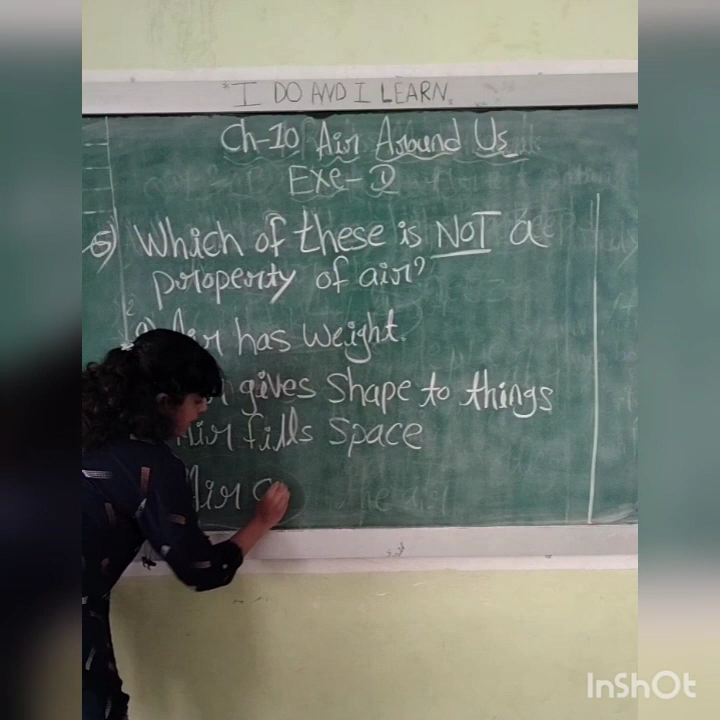 "I DO AND I LEARN.
Ch-10 Air Around Us
Exe-D
5) Which of these is NOT a
property of air?
Air has weight.
gives shape to things
Air fills space
Air
InShOt